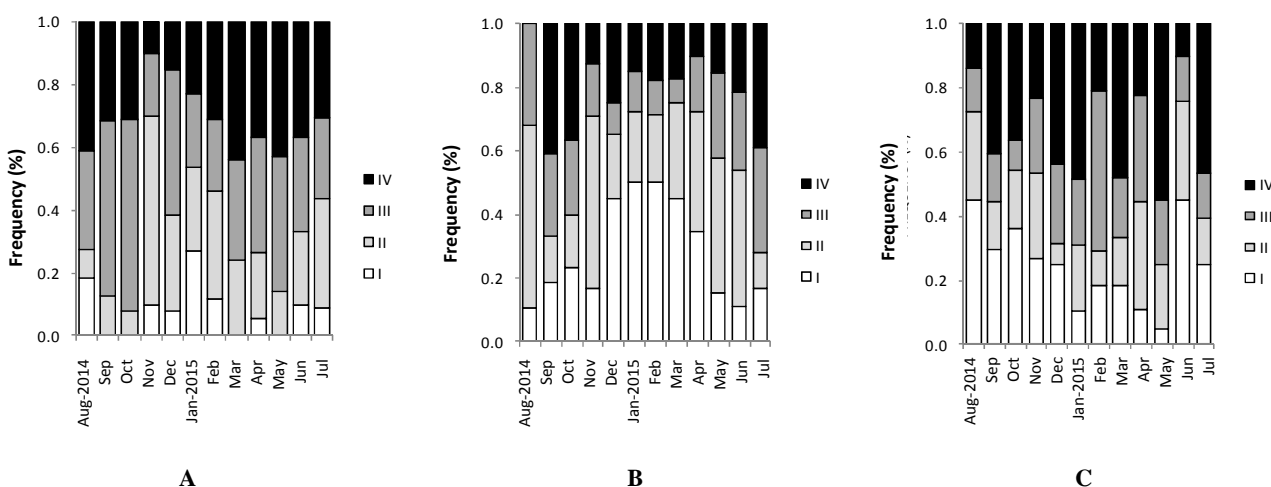 1.0
0.8
0.6
0.4
0.2
0.0
Frequency (%)
Aug-2014
Sep
Oct
Nov
Dec
Jan-2015
Feb
Mar
Apr
May
Jun
Jul
IV
III
II
I
A
1.0
0.8
0.6
0.4
0.2
0.0
Frequency (%)
Aug-2014
Sep
Oct
Nov
Dec
Jan-2015
Feb
Mar
Apr
May
Jun
Jul
IV
III
II
I
B
1.0
0.8
0.6
0.4
0.2
0.0
Frequency (%)
Aug-2014
Sep
Oct
Nov
Dec
Jan-2015
Feb
Mar
Apr
May
Jun
Jul
IV
III
II
I
C